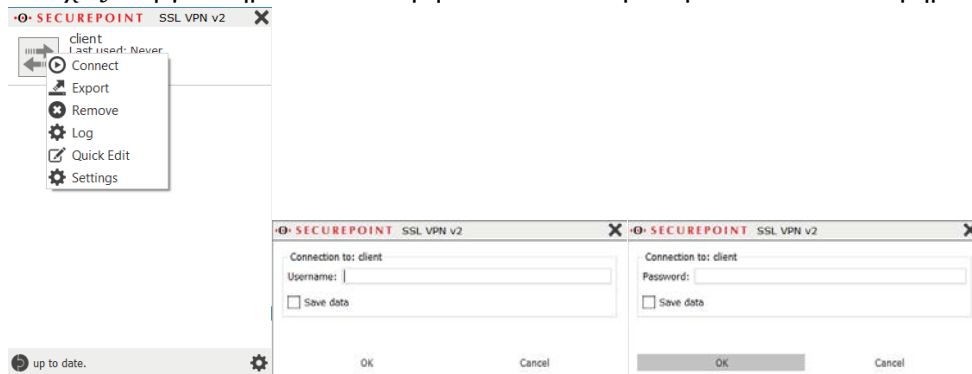 SECUREPOINT SSL VPN v2
client
Last used: Never
Connect
Export
Remove
Log
Quick Edit
Settings
up to date.
SECUREPOINT SSL VPN v2
Connection to: client
Username:
Save data
OK Cancel
SECUREPOINT SSL VPN v2
Connection to: client
Password:
Save data
OK Cancel